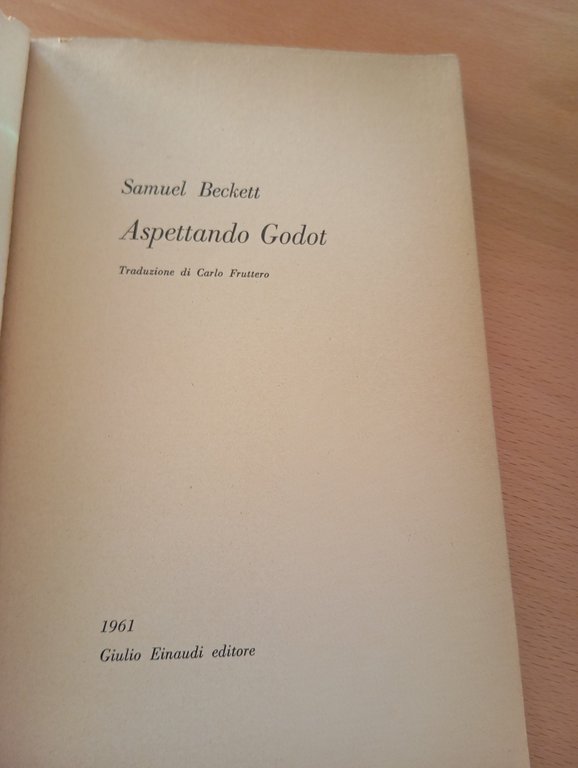 Samuel Beckett
Aspettando Godot
Traduzione di Carlo Fruttero
1961
Giulio Einaudi editore